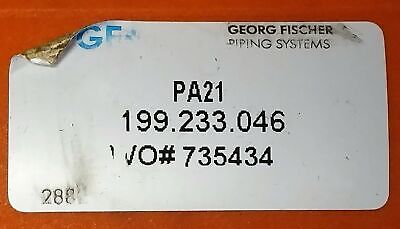 GF+
GEORG FISCHER
PIPING SYSTEMS
PA21
199.233.046
WO# 735434
288